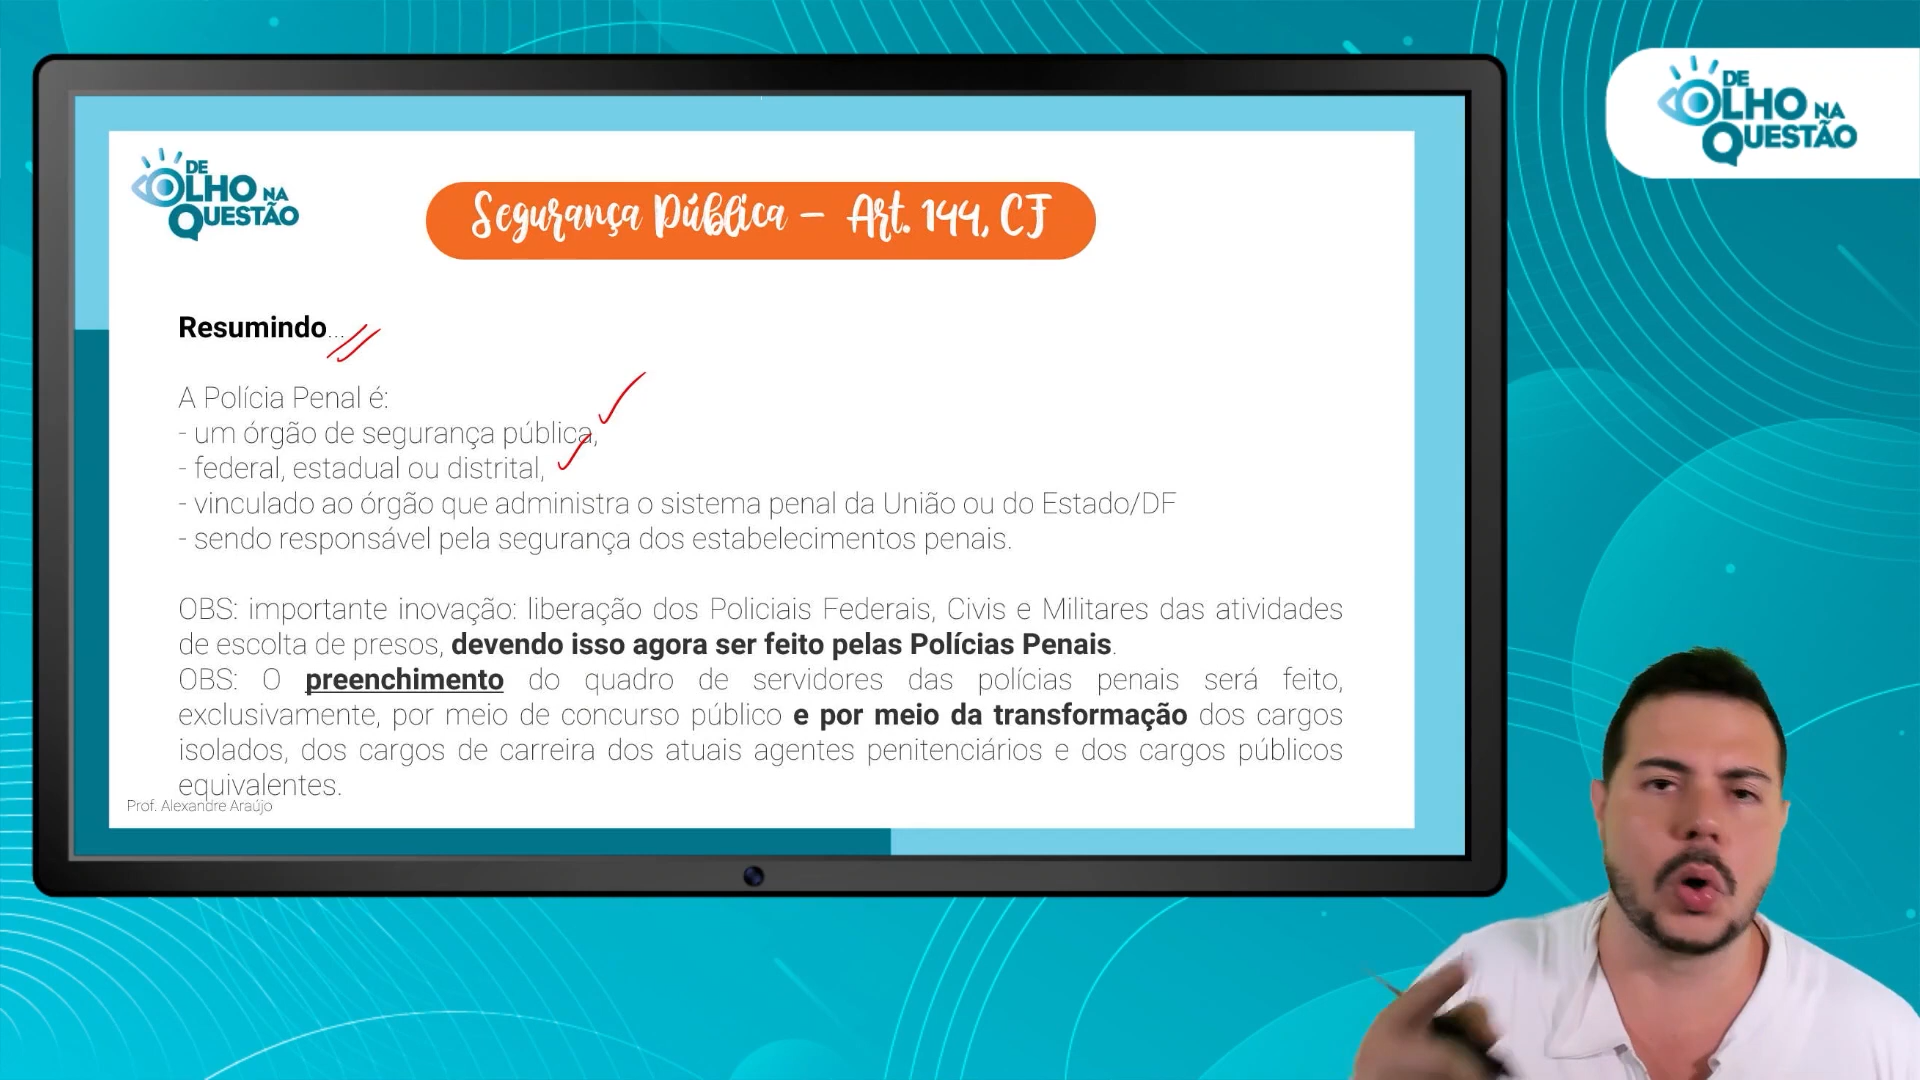 DE
OLHO NA
QUESTÃO
DE
OLHO NA
QUESTÃO
Segurança Pública – Art. 144, CF
Resumindo...
A Polícia Penal é:
- um órgão de segurança pública,
- federal, estadual ou distrital,
- vinculado ao órgão que administra o sistema penal da União ou do Estado/DF
- sendo responsável pela segurança dos estabelecimentos penais.
OBS: importante inovação: liberação dos Policiais Federais, Civis e Militares das atividades
de escolta de presos, devendo isso agora ser feito pelas Polícias Penais.
OBS: O preenchimento do quadro de servidores das polícias penais será feito,
exclusivamente, por meio de concurso público e por meio da transformação dos cargos
isolados, dos cargos de carreira dos atuais agentes penitenciários e dos cargos públicos
equivalentes.
Prof. Alexandre Araújo